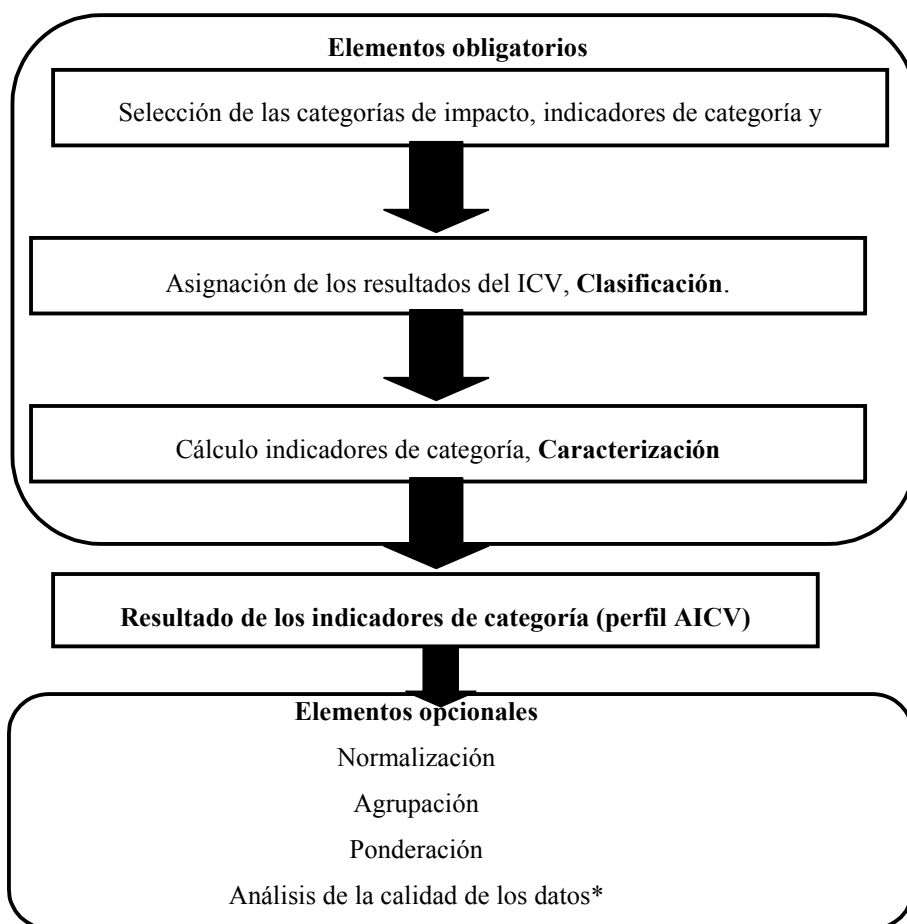 Elementos obligatorios
Selección de las categorías de impacto, indicadores de categoría y
Asignación de los resultados del ICV, Clasificación.
Cálculo indicadores de categoría, Caracterización
Resultado de los indicadores de categoría (perfil AICV)
Elementos opcionales
Normalización
Agrupación
Ponderación
Análisis de la calidad de los datos*